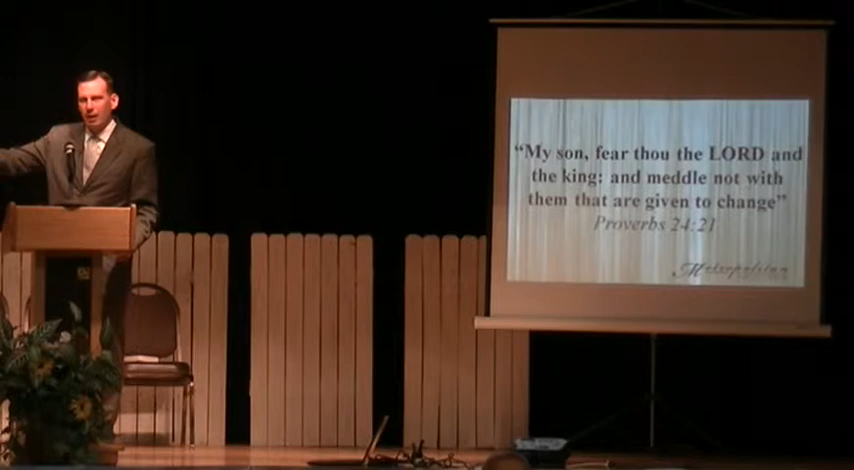 “My son, fear thou the LORD and
the king: and meddle not with
them that are given to change”
Proverbs 24:21
Metropolitan